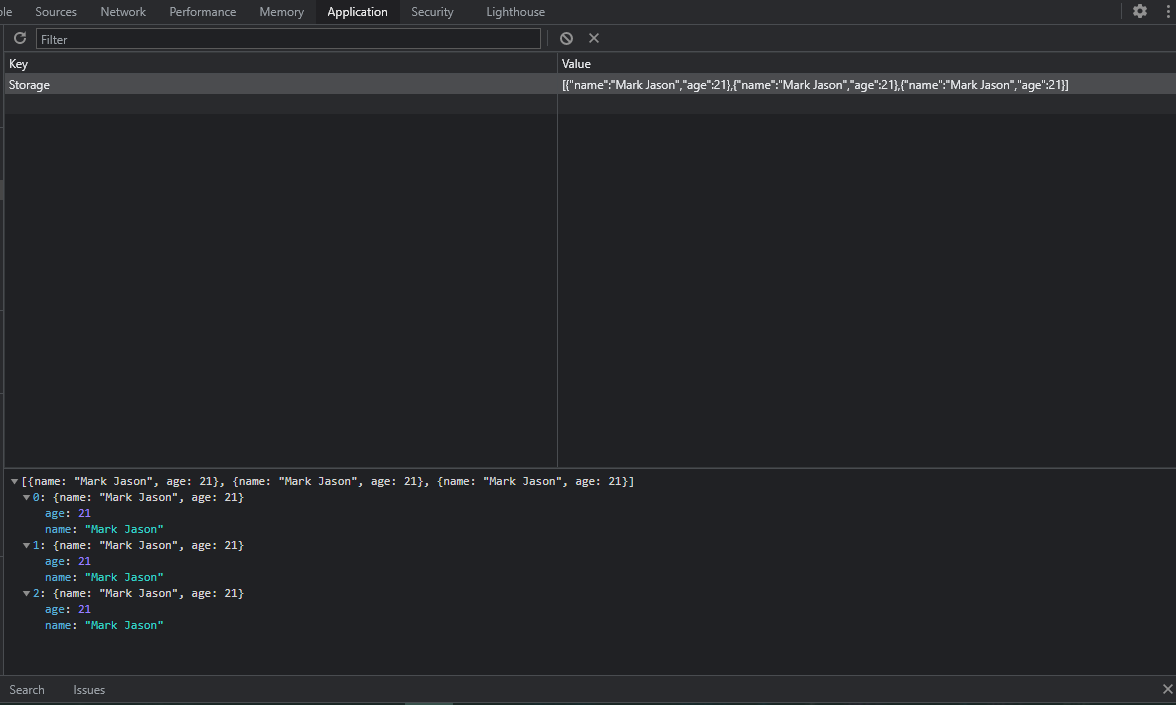 Sources Network Performance Memory Application Security Lighthouse
Filter
Key Value
Storage [{"name":"Mark Jason","age":21},{"name":"Mark Jason","age":21},{"name":"Mark Jason","age":21}]
[{name: "Mark Jason", age: 21}, {name: "Mark Jason", age: 21}, {name: "Mark Jason", age: 21}]
0: {name: "Mark Jason", age: 21}
age: 21
name: "Mark Jason"
1: {name: "Mark Jason", age: 21}
age: 21
name: "Mark Jason"
2: {name: "Mark Jason", age: 21}
age: 21
name: "Mark Jason"
Search Issues